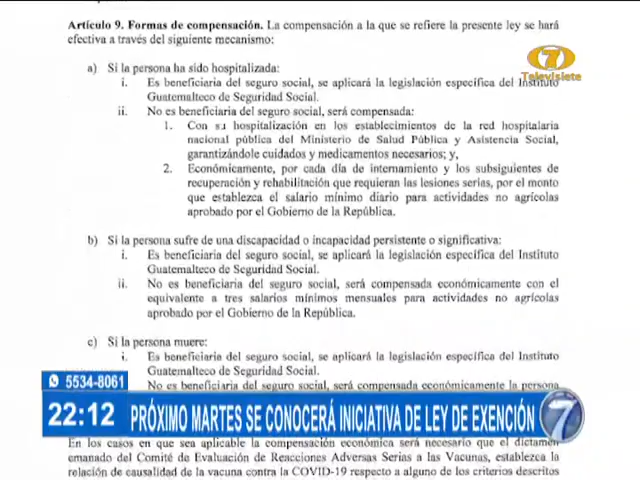 Artículo 9. Formas de compensación. La compensación a la que se refiere la presente ley se hará
efectiva a través del siguiente mecanismo:
7
Televisiete
a) Si la persona ha sido hospitalizada:
i. Es beneficiaria del seguro social, se aplicará la legislación específica del Instituto
Guatemalteco de Seguridad Social.
ii. No es beneficiaria del seguro social, será compensada:
1. Con su hospitalización en los establecimientos de la red hospitalaria
nacional pública del Ministerio de Salud Pública y Asistencia Social,
garantizándole cuidados y medicamentos necesarios; y,
2. Económicamente, por cada día de internamiento y los subsiguientes de
recuperación y rehabilitación que requieran las lesiones serias, por el monto
que establezca el salario mínimo diario para actividades no agrícolas
aprobado por el Gobierno de la República.
b) Si la persona sufre de una discapacidad o incapacidad persistente o significativa:
i. Es beneficiaria del seguro social, se aplicará la legislación específica del Instituto
Guatemalteco de Seguridad Social.
ii. No es beneficiaria del seguro social, será compensada económicamente con el
equivalente a tres salarios mínimos mensuales para actividades no agrícolas
aprobado por el Gobierno de la República.
c) Si la persona muere:
i. Es beneficiaria del seguro social, se aplicará la legislación específica del Instituto
Guatemalteco de Seguridad Social.
No es beneficiaria del seguro social, será compensada económicamente la persona
5534-8061
22:12 PRÓXIMO MARTES SE CONOCERÁ INICIATIVA DE LEY DE EXENCIÓN 7
En los casos en que sea aplicable la compensación económica será necesario que el dictamen
emanado del Comité de Evaluación de Reacciones Adversas Serias a las Vacunas, establezca la
relación de causalidad de la vacuna contra la COVID-19 respecto a alguno de los criterios descritos